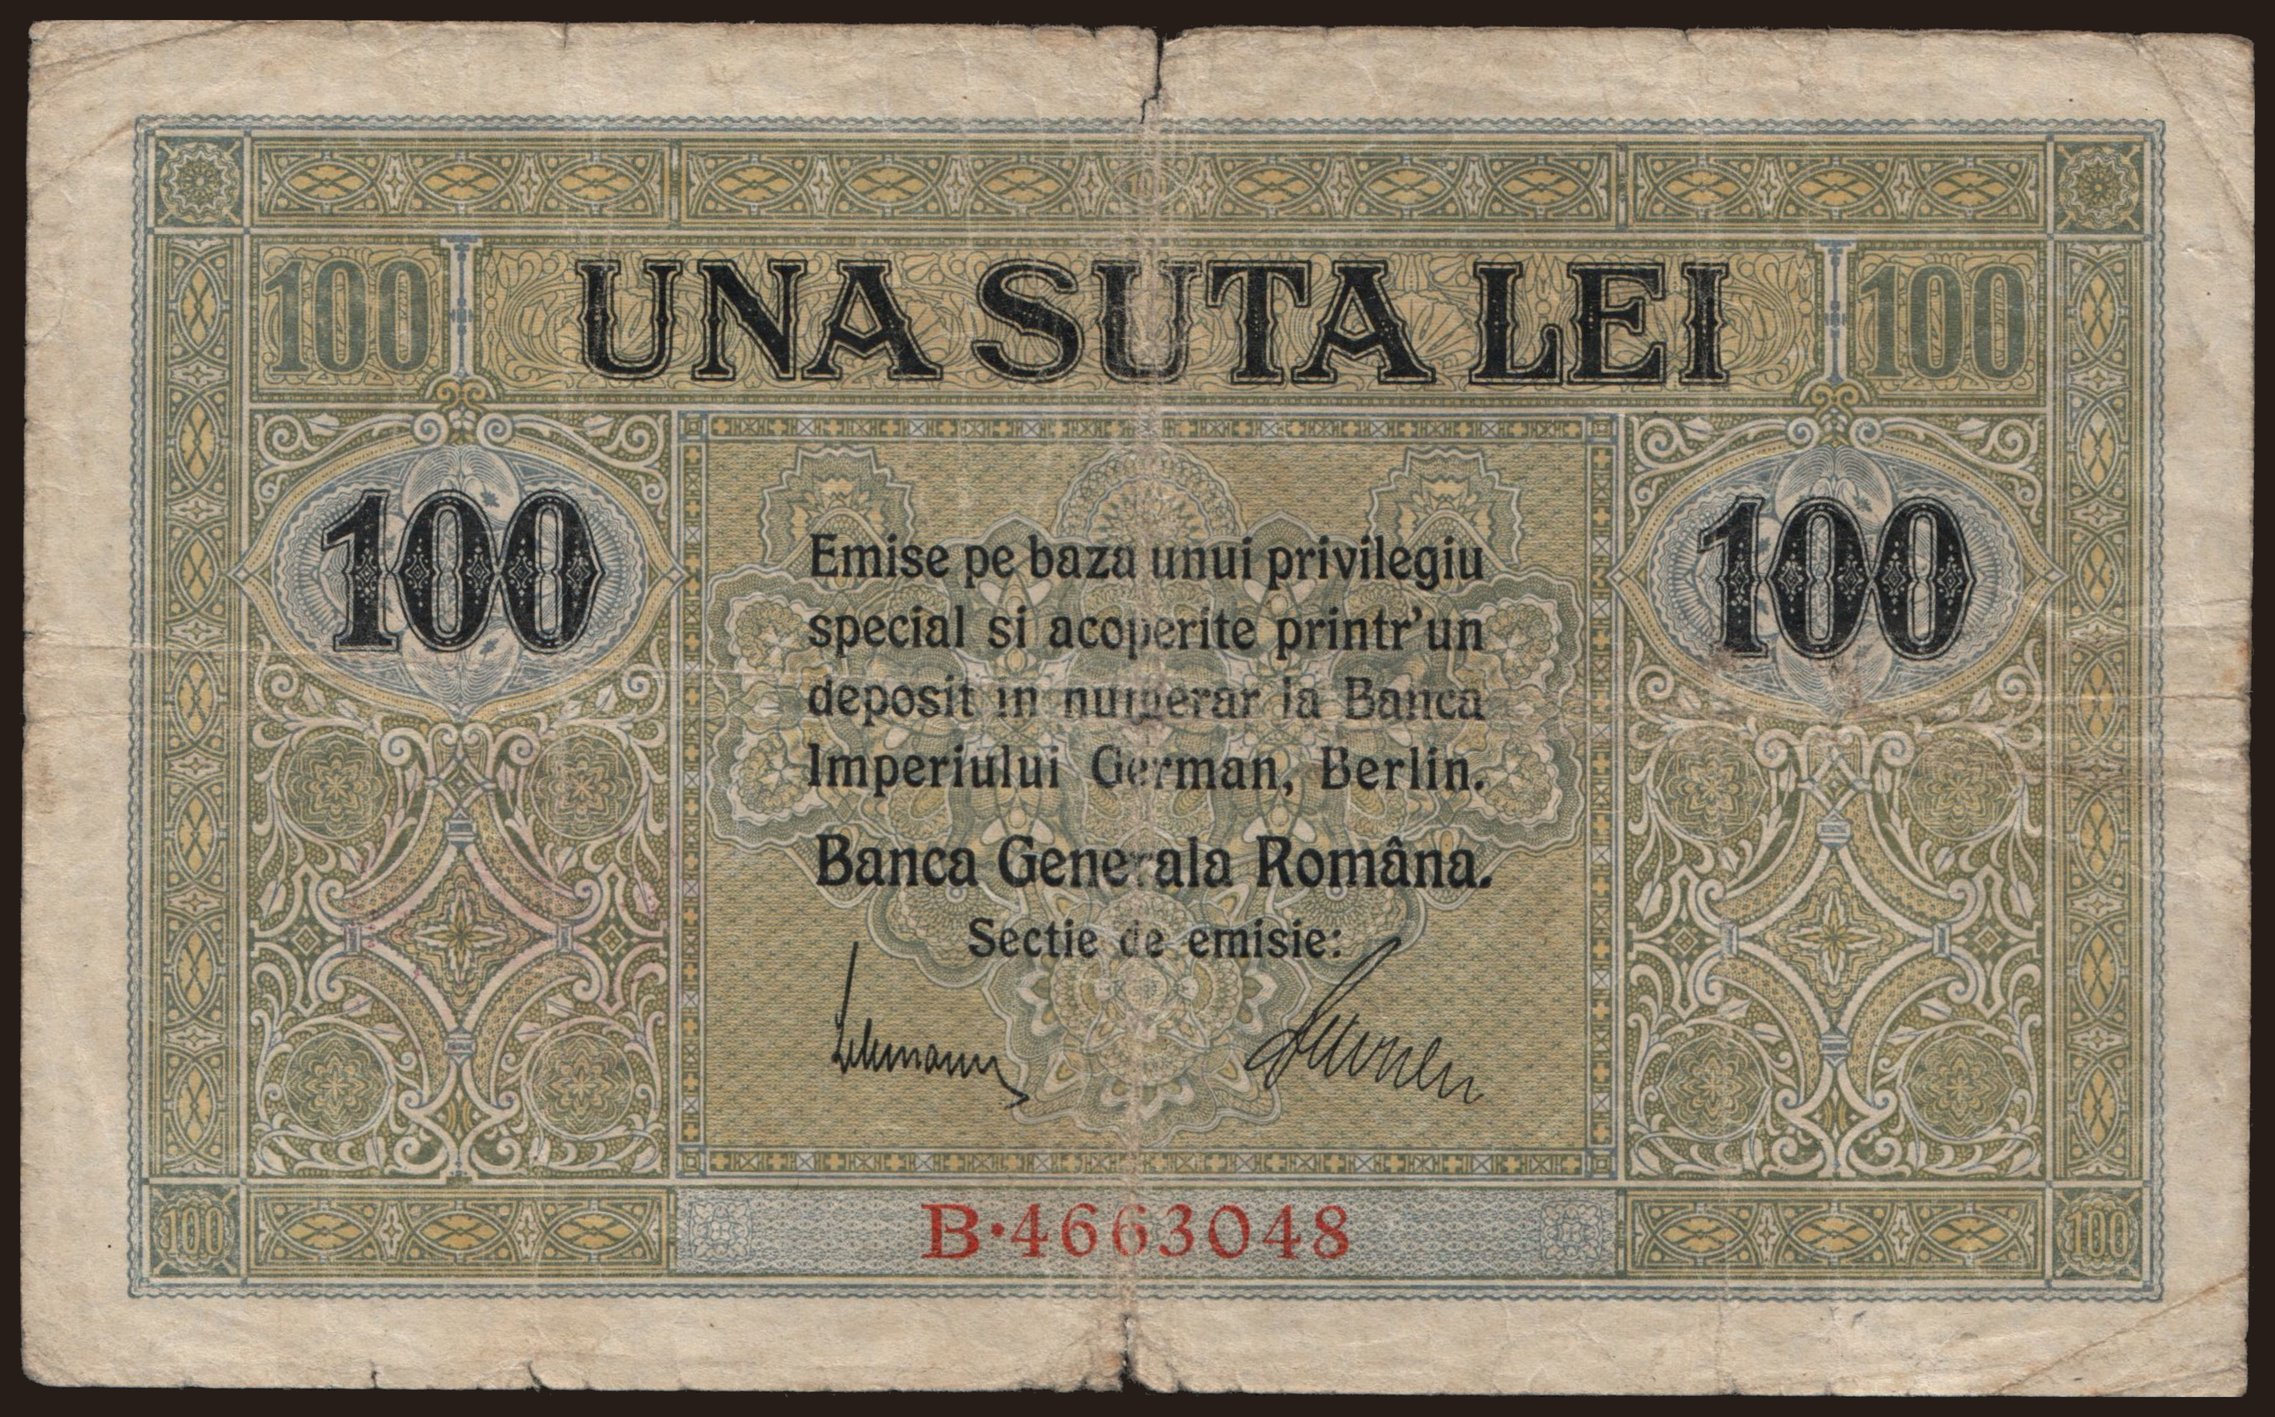 100 UNA SUTA LEI 100
100 100
Emise pe baza unui privilegiu
special si acoperite printr'un
deposit in numerar la Banca
Imperiului German, Berlin.
Banca Generala Româna.
Sectie de emisie:
Lehmann
100 B·4663048 100